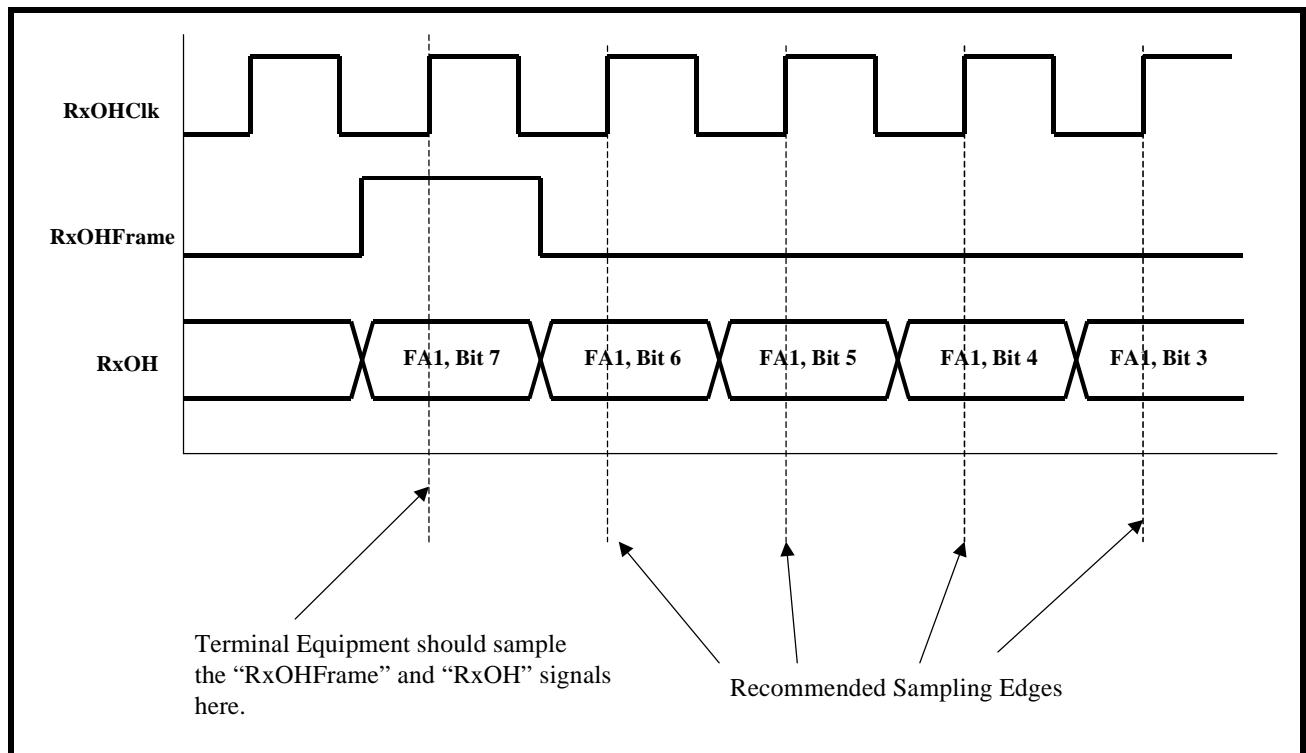 RxOHClk
RxOHFrame
RxOH
FA1, Bit 7
FA1, Bit 6
FA1, Bit 5
FA1, Bit 4
FA1, Bit 3
Terminal Equipment should sample
the “RxOHFrame” and “RxOH” signals
here.
Recommended Sampling Edges